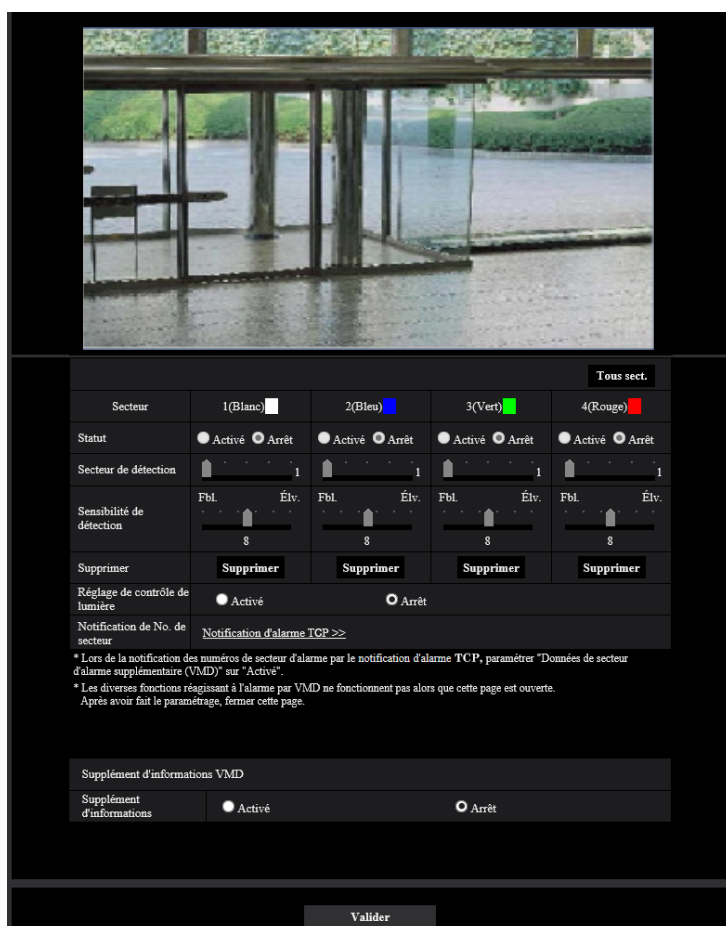 Tous sect.
Secteur 1(Blanc) 2(Bleu) 3(Vert) 4(Rouge)
Statut Activé Arrêt Activé Arrêt Activé Arrêt Activé Arrêt
Secteur de détection 1 1 1 1
Fbl. Élv. Fbl. Élv. Fbl. Élv. Fbl. Élv.
Sensibilité de
détection
8 8 8 8
Supprimer Supprimer Supprimer Supprimer Supprimer
Réglage de contrôle de
lumière
Activé Arrêt
Notification de No. de
secteur
Notification d'alarme TCP >>
* Lors de la notification des numéros de secteur d'alarme par le notification d'alarme TCP, paramétrer "Données de secteur
d'alarme supplémentaire (VMD)" sur "Activé".
* Les diverses fonctions réagissant à l'alarme par VMD ne fonctionnent pas alors que cette page est ouverte.
Après avoir fait le paramétrage, fermer cette page.
Supplément d'informations VMD
Supplément
d'informations
Activé Arrêt
Valider